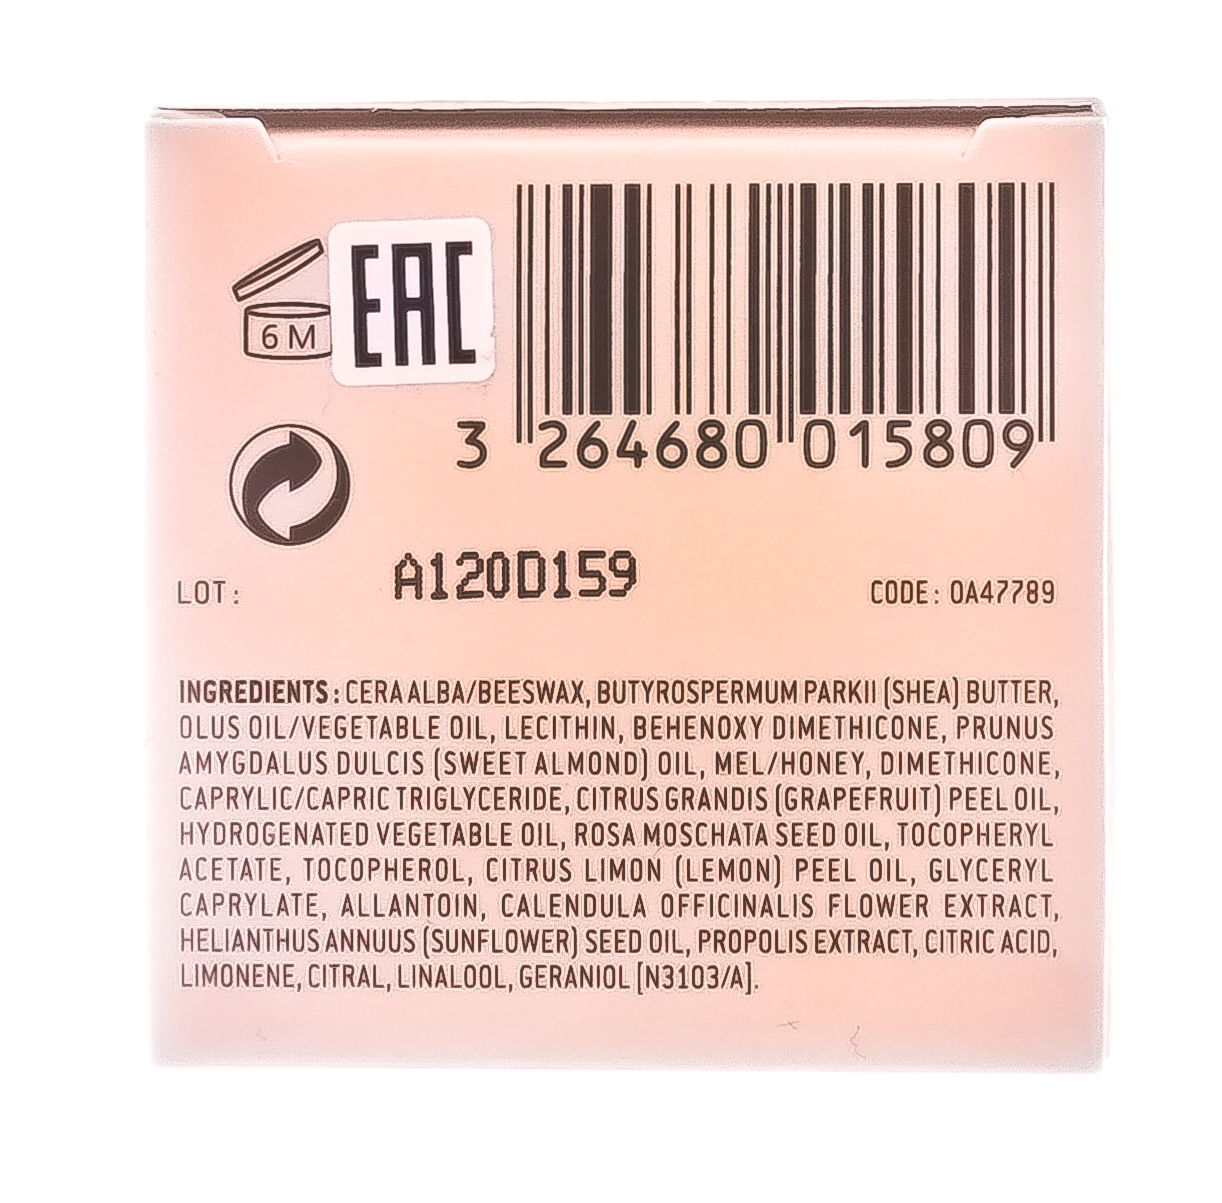 6 M
EAC
3 264680 015809
LOT: A120D159 CODE: 0A47789
INGREDIENTS: CERA ALBA/BEESWAX, BUTYROSPERMUM PARKII (SHEA) BUTTER,
OLUS OIL/VEGETABLE OIL, LECITHIN, BEHENOXY DIMETHICONE, PRUNUS
AMYGDALUS DULCIS (SWEET ALMOND) OIL, MEL/HONEY, DIMETHICONE,
CAPRYLIC/CAPRIC TRIGLYCERIDE, CITRUS GRANDIS (GRAPEFRUIT) PEEL OIL,
HYDROGENATED VEGETABLE OIL, ROSA MOSCHATA SEED OIL, TOCOPHERYL
ACETATE, TOCOPHEROL, CITRUS LIMON (LEMON) PEEL OIL, GLYCERYL
CAPRYLATE, ALLANTOIN, CALENDULA OFFICINALIS FLOWER EXTRACT,
HELIANTHUS ANNUUS (SUNFLOWER) SEED OIL, PROPOLIS EXTRACT, CITRIC ACID,
LIMONENE, CITRAL, LINALOOL, GERANIOL [N3103/A].